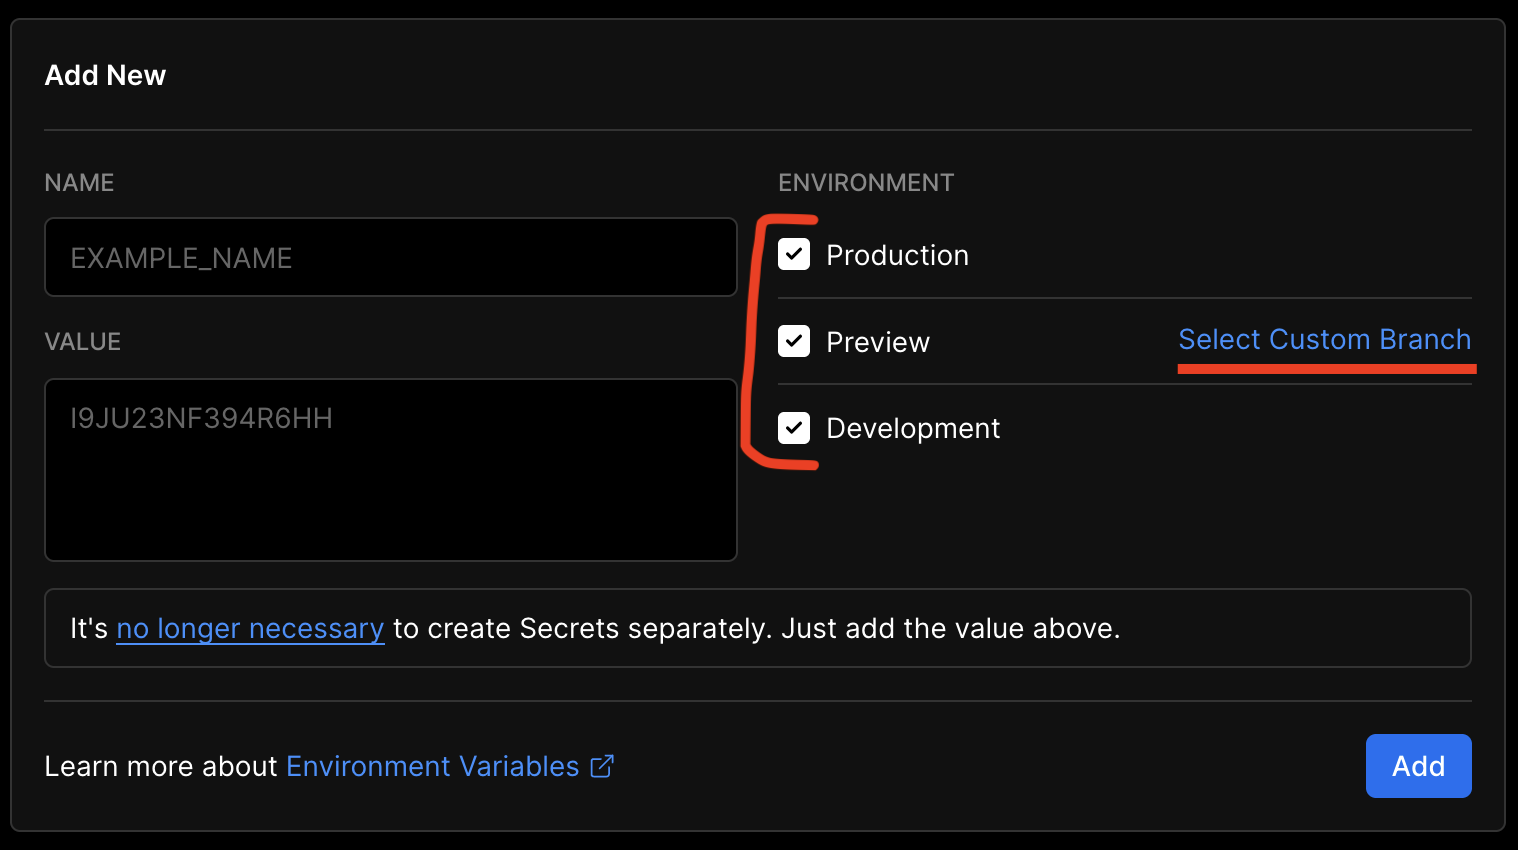 Add New
NAME
EXAMPLE_NAME
VALUE
I9JU23NF394R6HH
ENVIRONMENT
Production
Preview
Select Custom Branch
Development
It's no longer necessary to create Secrets separately. Just add the value above.
Learn more about Environment Variables
Add